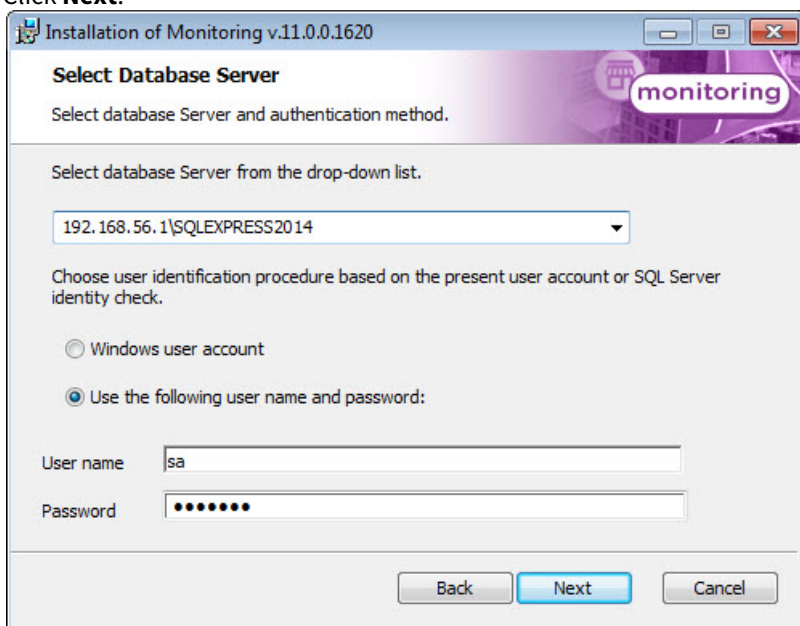 Click Next.
Installation of Monitoring v.11.0.0.1620
Select Database Server
Select database Server and authentication method.
monitoring
Select database Server from the drop-down list.
192.168.56.1\SQLEXPRESS2014
Choose user identification procedure based on the present user account or SQL Server
identity check.
Windows user account
Use the following user name and password:
User name
sa
Password
•••••••
Back
Next
Cancel